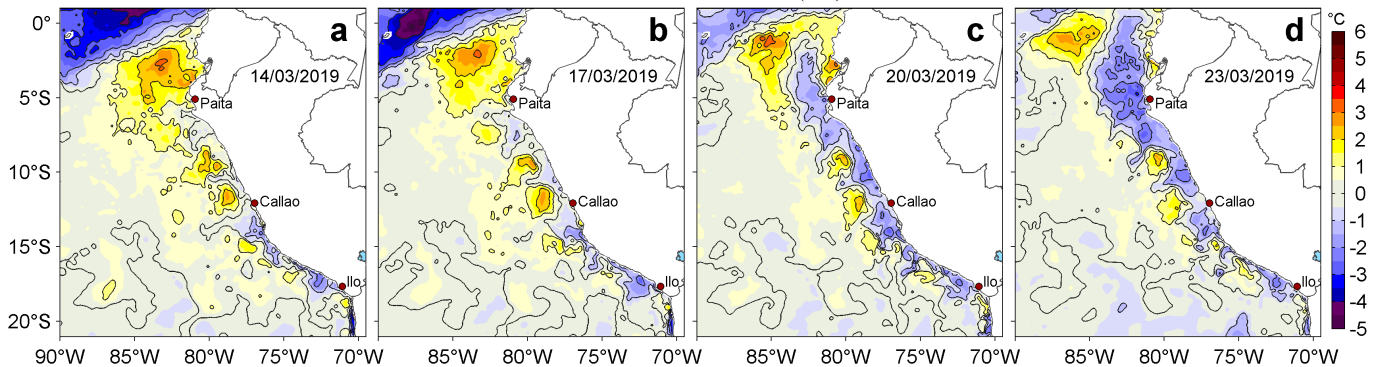 a b c d
°C
0° 14/03/2019 17/03/2019 20/03/2019 23/03/2019 6
5°S Paita Paita Paita Paita 5
4
3
10°S 2
1
Callao Callao Callao Callao 0
-1
15°S -2
Ilo Ilo Ilo Ilo -3
-4
20°S -5
90°W 85°W 80°W 75°W 70°W 85°W 80°W 75°W 70°W 85°W 80°W 75°W 70°W 85°W 80°W 75°W 70°W